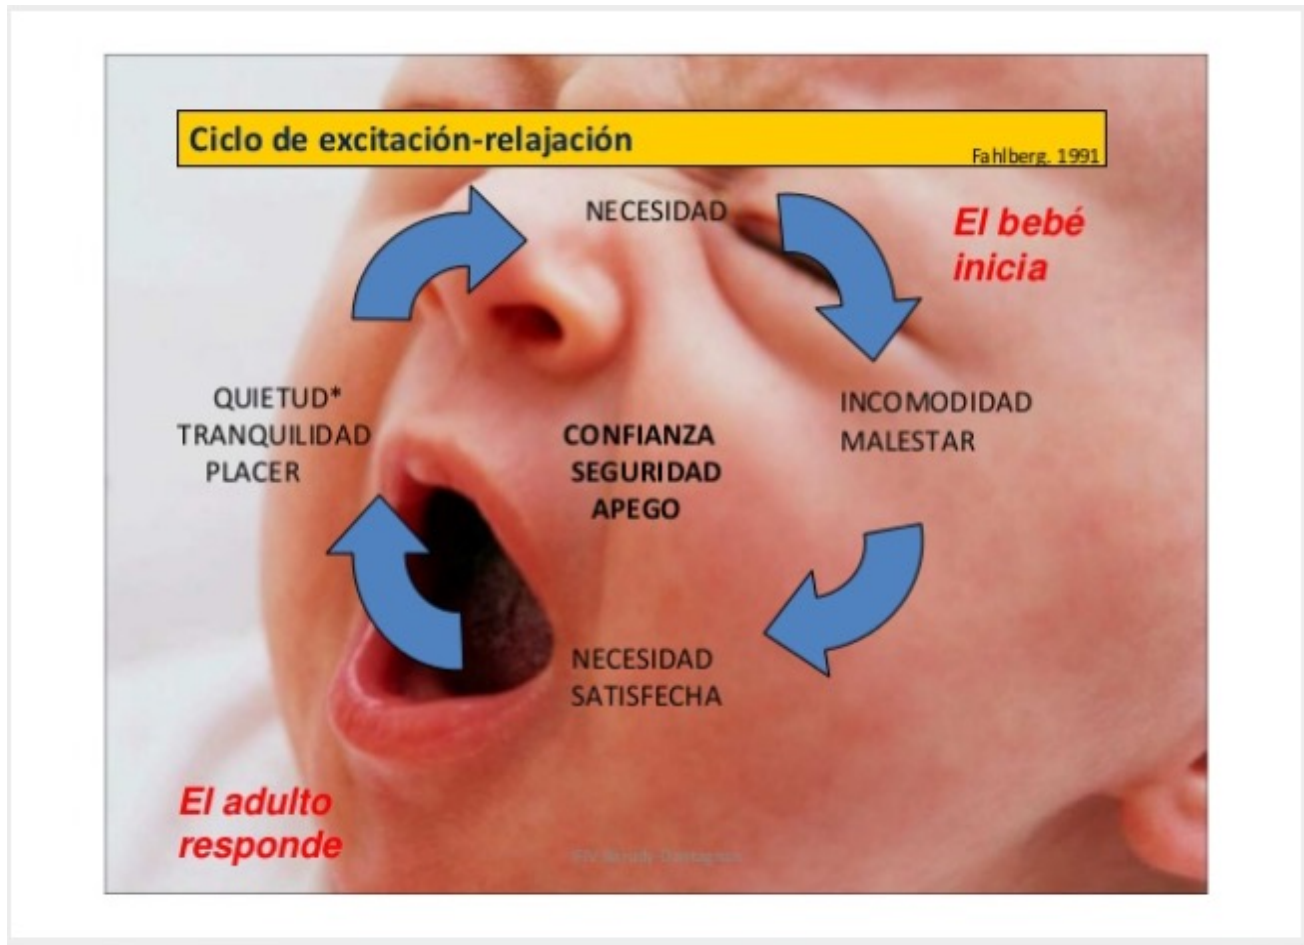 Ciclo de excitación-relajación
Fahlberg. 1991
NECESIDAD
El bebé
inicia
INCOMODIDAD
MALESTAR
QUIETUD*
TRANQUILIDAD
PLACER
CONFIANZA
SEGURIDAD
APEGO
NECESIDAD
SATISFECHA
El adulto
responde